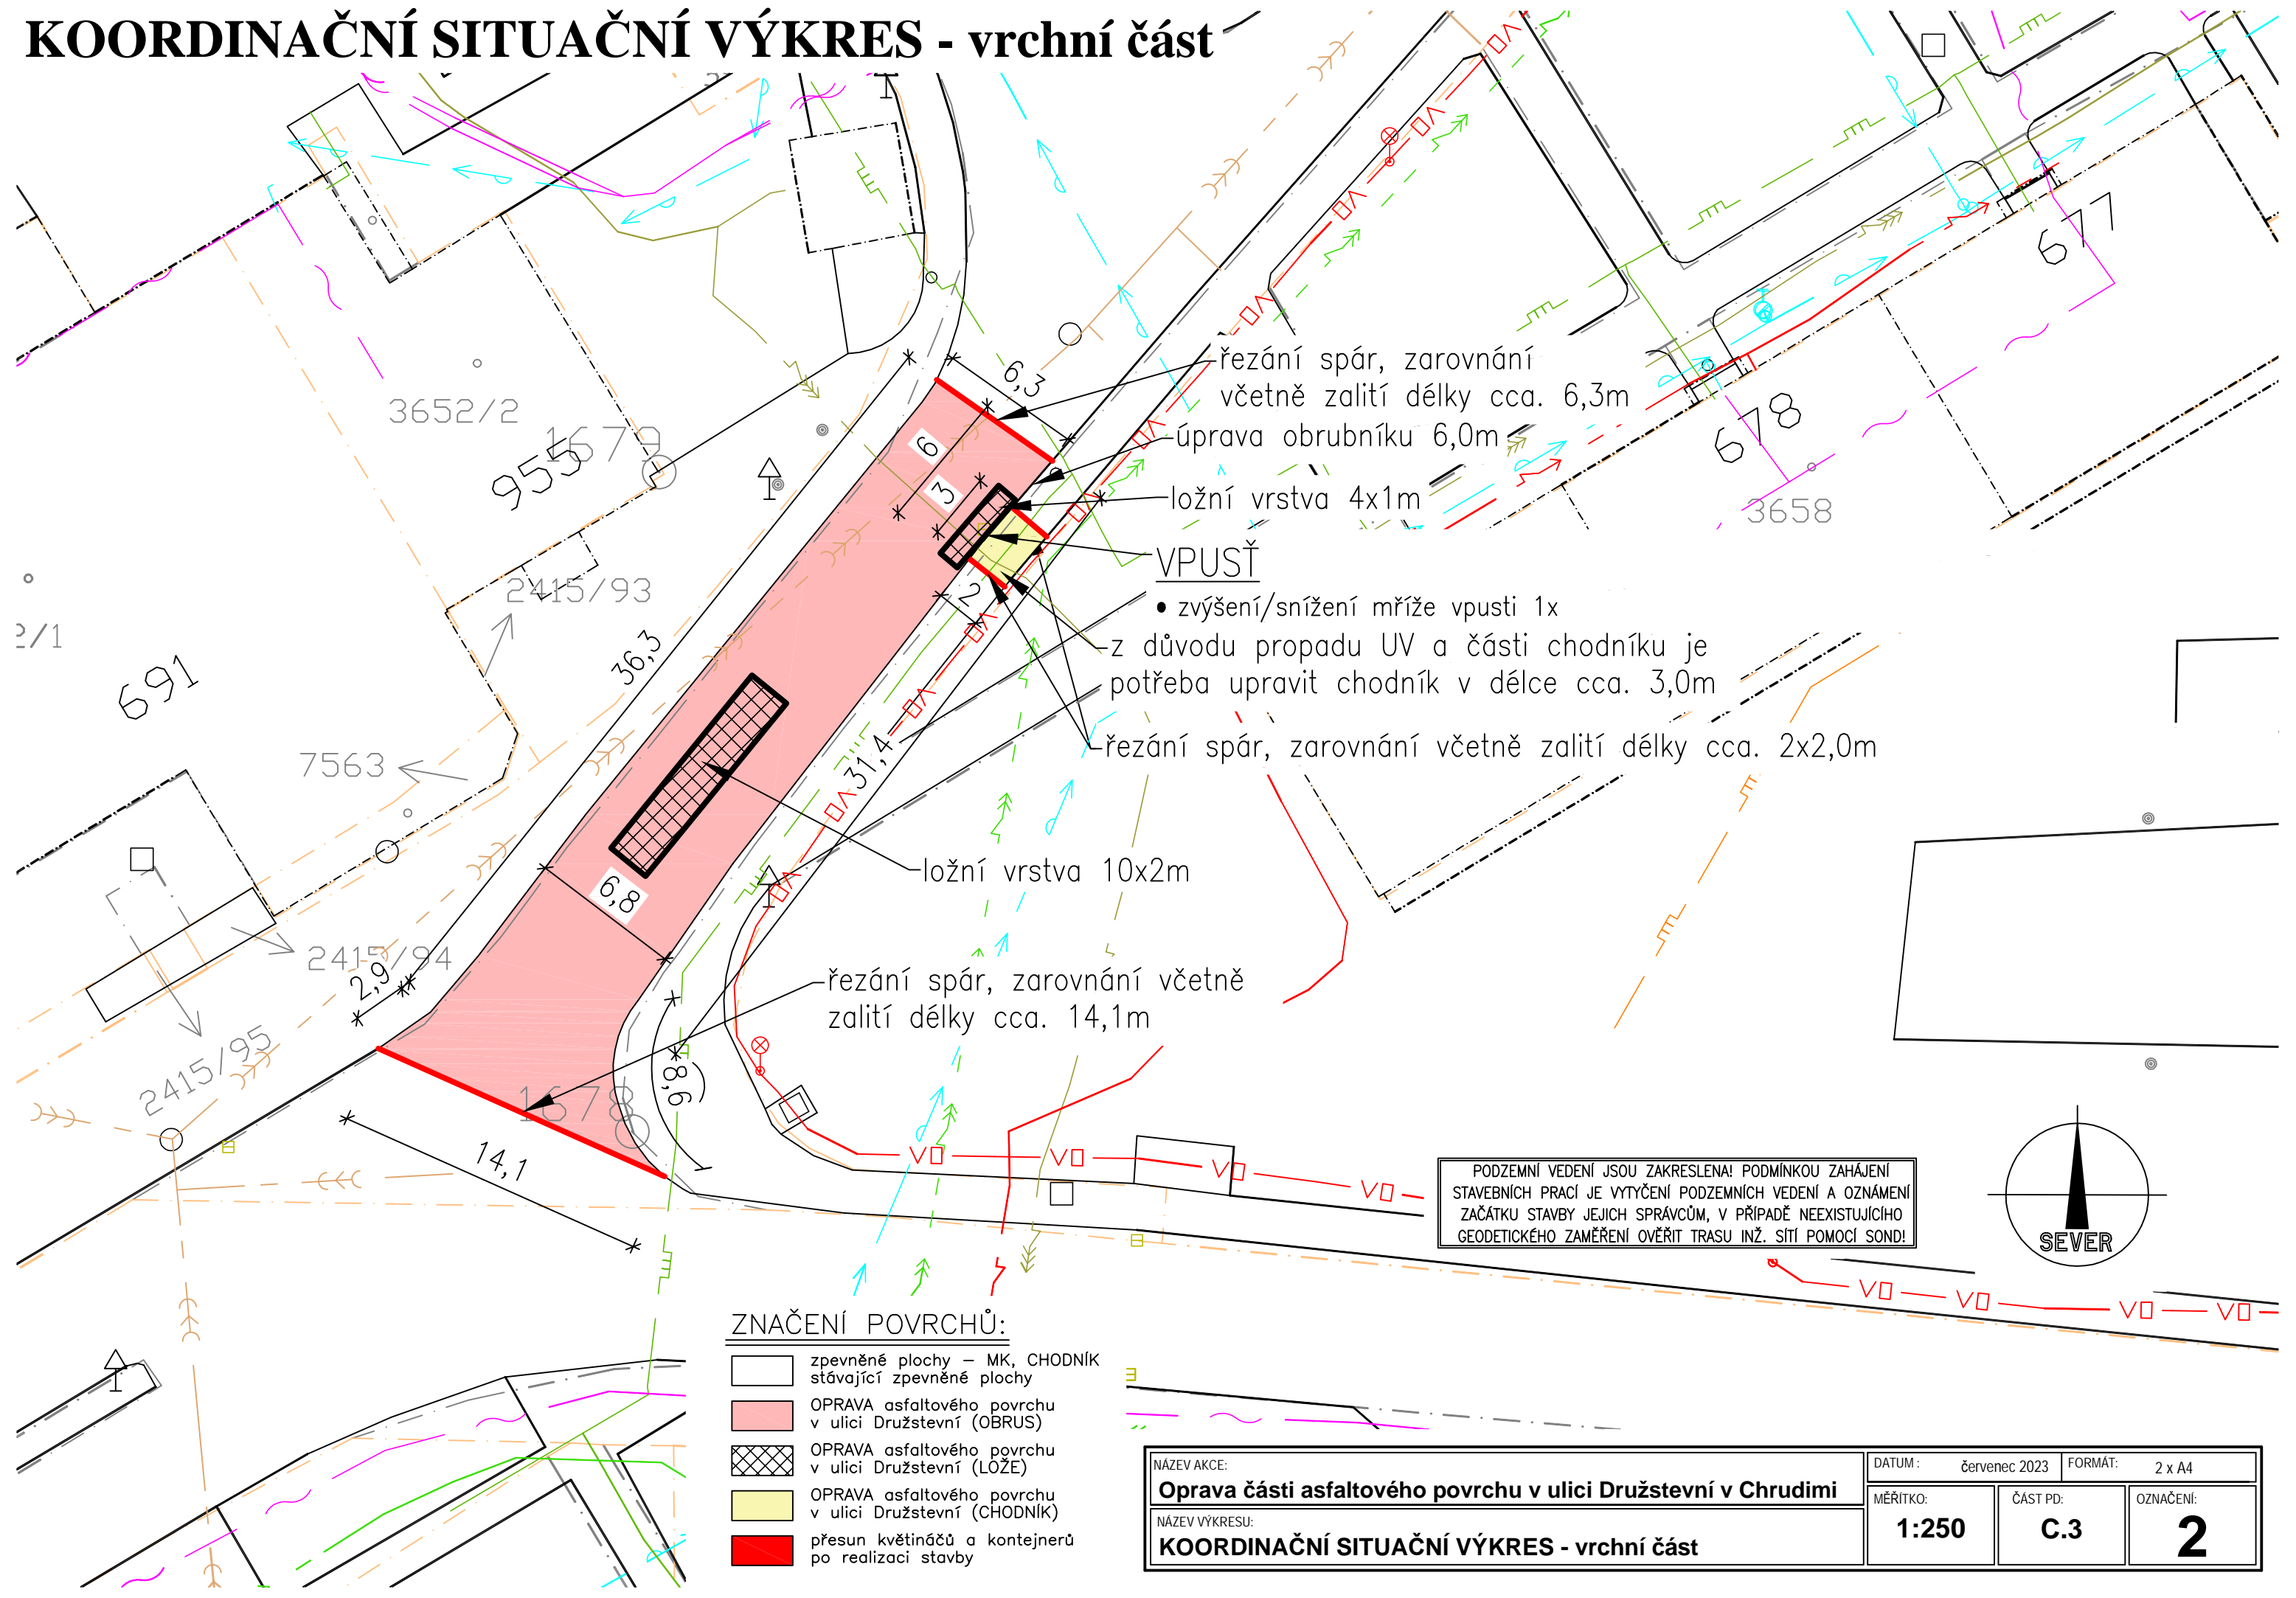 KOORDINAČNÍ SITUAČNÍ VÝKRES - vrchní část
677
678
3658
3652/2
1679
955
2415/93
2/1
691
7563
2415/94
2415/95
1678
6,3
6
3
2
36,3
31,4
6,8
2,9
8,6
14,1
řezání spár, zarovnání
včetně zalití délky cca. 6,3m
úprava obrubníku 6,0m
ložní vrstva 4x1m
VPUSŤ
• zvýšení/snížení mříže vpusti 1x
z důvodu propadu UV a části chodníku je
potřeba upravit chodník v délce cca. 3,0m
řezání spár, zarovnání včetně zalití délky cca. 2x2,0m
ložní vrstva 10x2m
řezání spár, zarovnání včetně
zalití délky cca. 14,1m
PODZEMNÍ VEDENÍ JSOU ZAKRESLENA! PODMÍNKOU ZAHÁJENÍ
STAVEBNÍCH PRACÍ JE VYTYČENÍ PODZEMNÍCH VEDENÍ A OZNÁMENÍ
ZAČÁTKU STAVBY JEJICH SPRÁVCŮM, V PŘÍPADĚ NEEXISTUJÍCÍHO
GEODETICKÉHO ZAMĚŘENÍ OVĚŘIT TRASU INŽ. SÍTÍ POMOCÍ SOND!
SEVER
ZNAČENÍ POVRCHŮ:
zpevněné plochy – MK, CHODNÍK
stávající zpevněné plochy
OPRAVA asfaltového povrchu
v ulici Družstevní (OBRUS)
OPRAVA asfaltového povrchu
v ulici Družstevní (LOŽE)
OPRAVA asfaltového povrchu
v ulici Družstevní (CHODNÍK)
přesun květináčů a kontejnerů
po realizaci stavby
NÁZEV AKCE:
Oprava části asfaltového povrchu v ulici Družstevní v Chrudimi
NÁZEV VÝKRESU:
KOORDINAČNÍ SITUAČNÍ VÝKRES - vrchní část
DATUM : červenec 2023
FORMÁT: 2 x A4
MĚŘÍTKO:
1:250
ČÁST PD:
C.3
OZNAČENÍ:
2